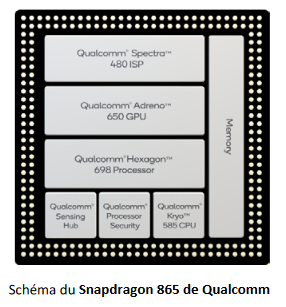 Qualcomm® Spectra™
480 ISP
Qualcomm® Adreno™
650 GPU
Qualcomm® Hexagon™
698 Processor
Qualcomm®
Sensing
Hub
Qualcomm®
Processor
Security
Qualcomm®
Kryo™
585 CPU
Memory
Schéma du Snapdragon 865 de Qualcomm